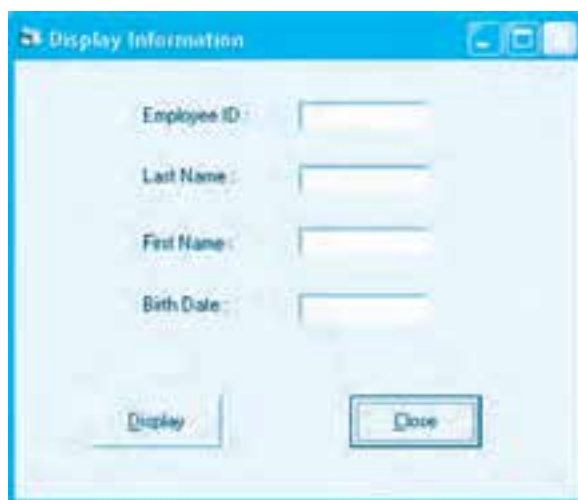 Display Information
Employee ID :
Last Name :
First Name :
Birth Date :
Display
Close